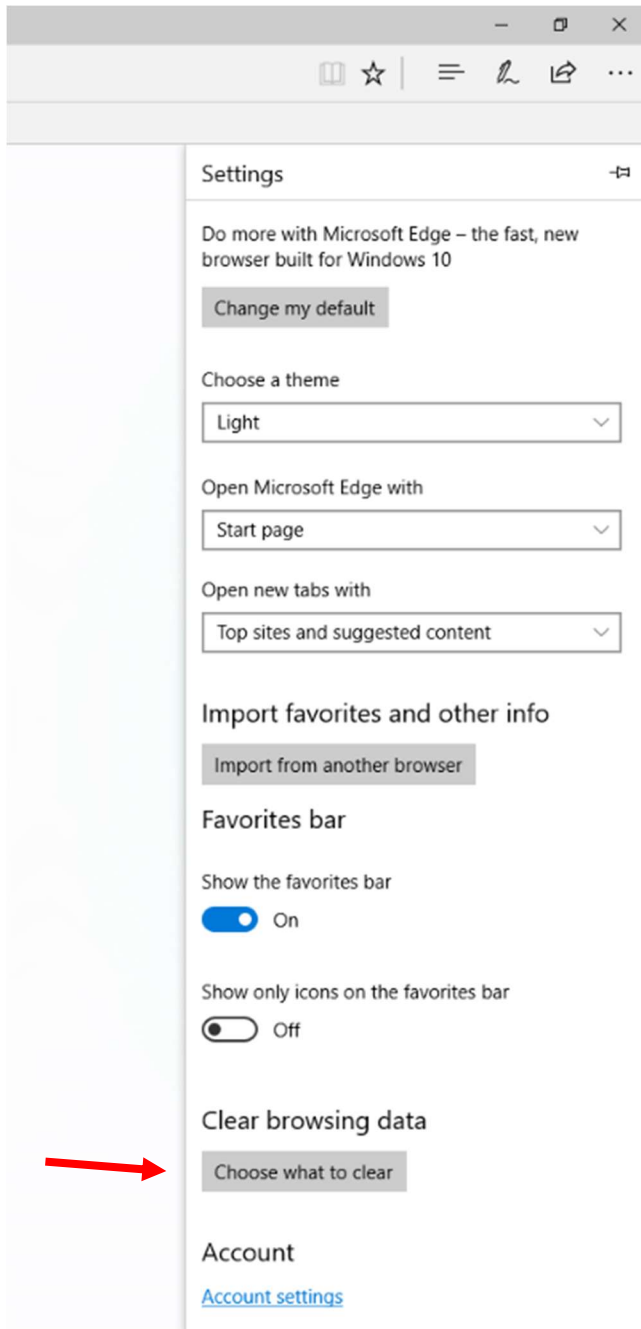 Settings
Do more with Microsoft Edge – the fast, new
browser built for Windows 10
Change my default
Choose a theme
Light
Open Microsoft Edge with
Start page
Open new tabs with
Top sites and suggested content
Import favorites and other info
Import from another browser
Favorites bar
Show the favorites bar
On
Show only icons on the favorites bar
Off
Clear browsing data
Choose what to clear
Account
Account settings